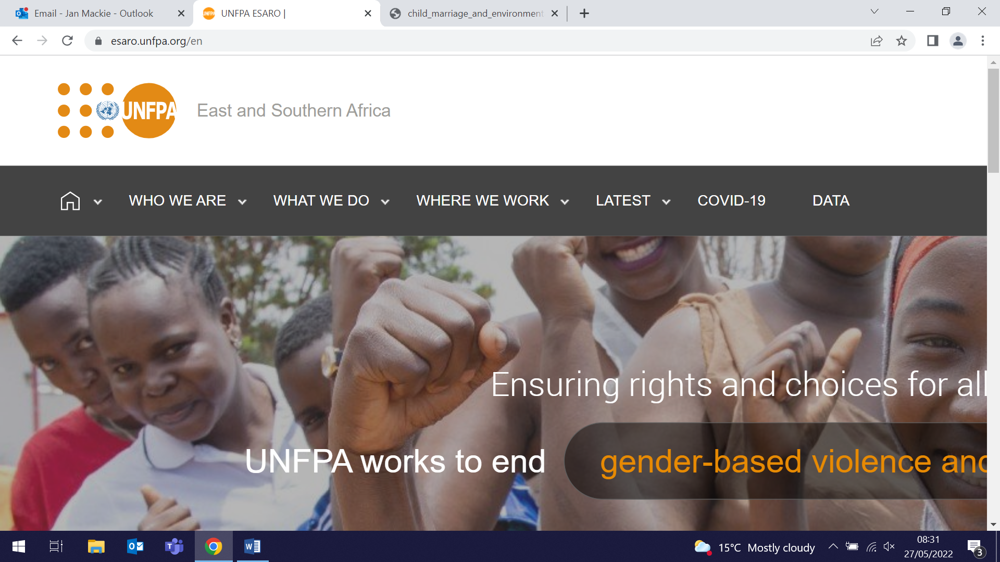 Email - Jan Mackie - Outlook
UNFPA ESARO |
child_marriage_and_environment
esaro.unfpa.org/en
UNFPA
East and Southern Africa
WHO WE ARE
WHAT WE DO
WHERE WE WORK
LATEST
COVID-19
DATA
Ensuring rights and choices for all
UNFPA works to end gender-based violence and
15°C Mostly cloudy
08:31
27/05/2022
3